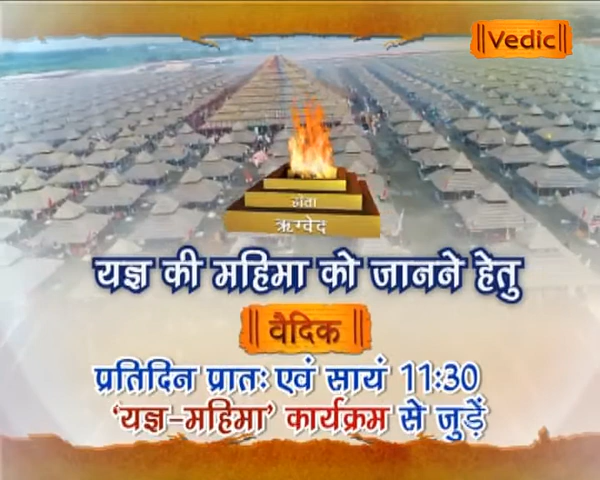 ||Vedic||
होता
ऋग्वेद
यज्ञ की महिमा को जानने हेतु
||वैदिक||
प्रतिदिन प्रातः एवं सायं 11:30
‘यज्ञ-महिमा’ कार्यक्रम से जुड़ें